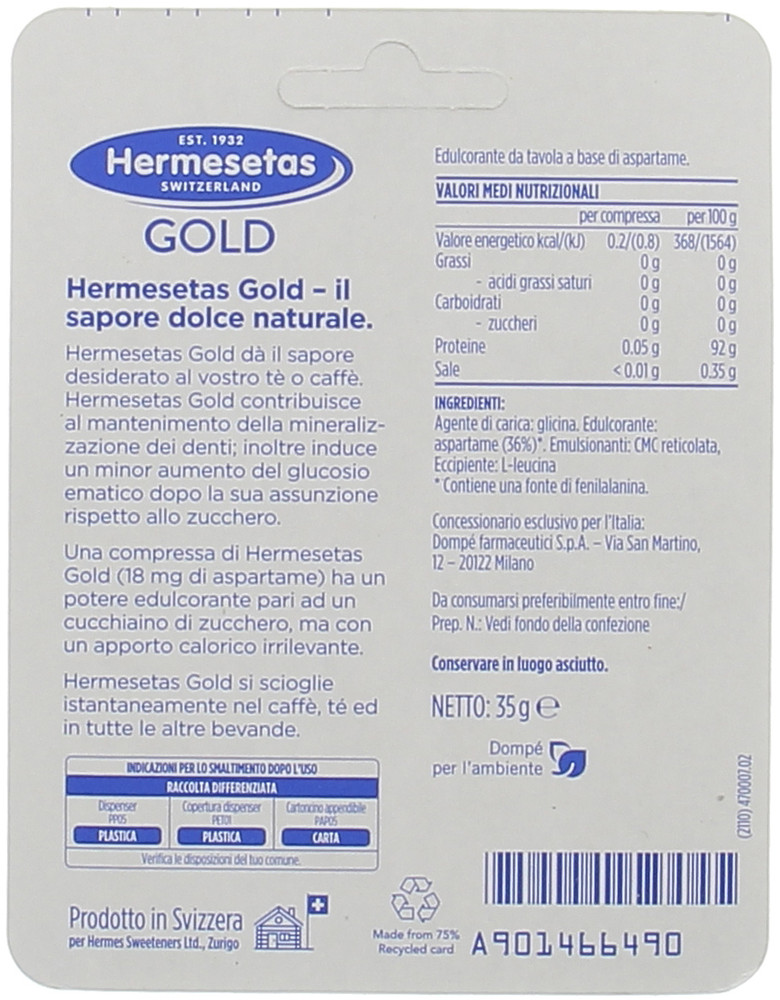 EST. 1932
Hermesetas
SWITZERLAND
GOLD
Hermesetas Gold – il
sapore dolce naturale.
Hermesetas Gold dà il sapore
desiderato al vostro tè o caffè.
Hermesetas Gold contribuisce
al mantenimento della mineraliz-
zazione dei denti; inoltre induce
un minor aumento del glucosio
ematico dopo la sua assunzione
rispetto allo zucchero.
Una compressa di Hermesetas
Gold (18 mg di aspartame) ha un
potere edulcorante pari ad un
cucchiaino di zucchero, ma con
un apporto calorico irrilevante.
Hermesetas Gold si scioglie
istantaneamente nel caffè, té ed
in tutte le altre bevande.
INDICAZIONI PER LO SMALTIMENTO DOPO L'USO
RACCOLTA DIFFERENZIATA
Dispenser Copertura dispenser Cartoncino appendibile
PP05 PET01 PAP05
PLASTICA PLASTICA CARTA
Verifica le disposizioni del tuo comune.
Prodotto in Svizzera
per Hermes Sweeteners Ltd., Zurigo
Edulcorante da tavola a base di aspartame.
VALORI MEDI NUTRIZIONALI
per compressa per 100 g
Valore energetico kcal/(kJ) 0.2/(0.8) 368/(1564)
Grassi 0 g 0 g
- acidi grassi saturi 0 g 0 g
Carboidrati 0 g 0 g
- zuccheri 0 g 0 g
Proteine 0.05 g 92 g
Sale < 0.01 g 0.35 g
INGREDIENTI:
Agente di carica: glicina. Edulcorante:
aspartame (36%)*. Emulsionanti: CMC reticolata,
Eccipiente: L-leucina
* Contiene una fonte di fenilalanina.
Concessionario esclusivo per l'Italia:
Dompé farmaceutici S.p.A. – Via San Martino,
12 – 20122 Milano
Da consumarsi preferibilmente entro fine:/
Prep. N.: Vedi fondo della confezione
Conservare in luogo asciutto.
NETTO: 35 g e
Dompé
per l'ambiente
(2110) 470007.02
Made from 75%
Recycled card
A901466490